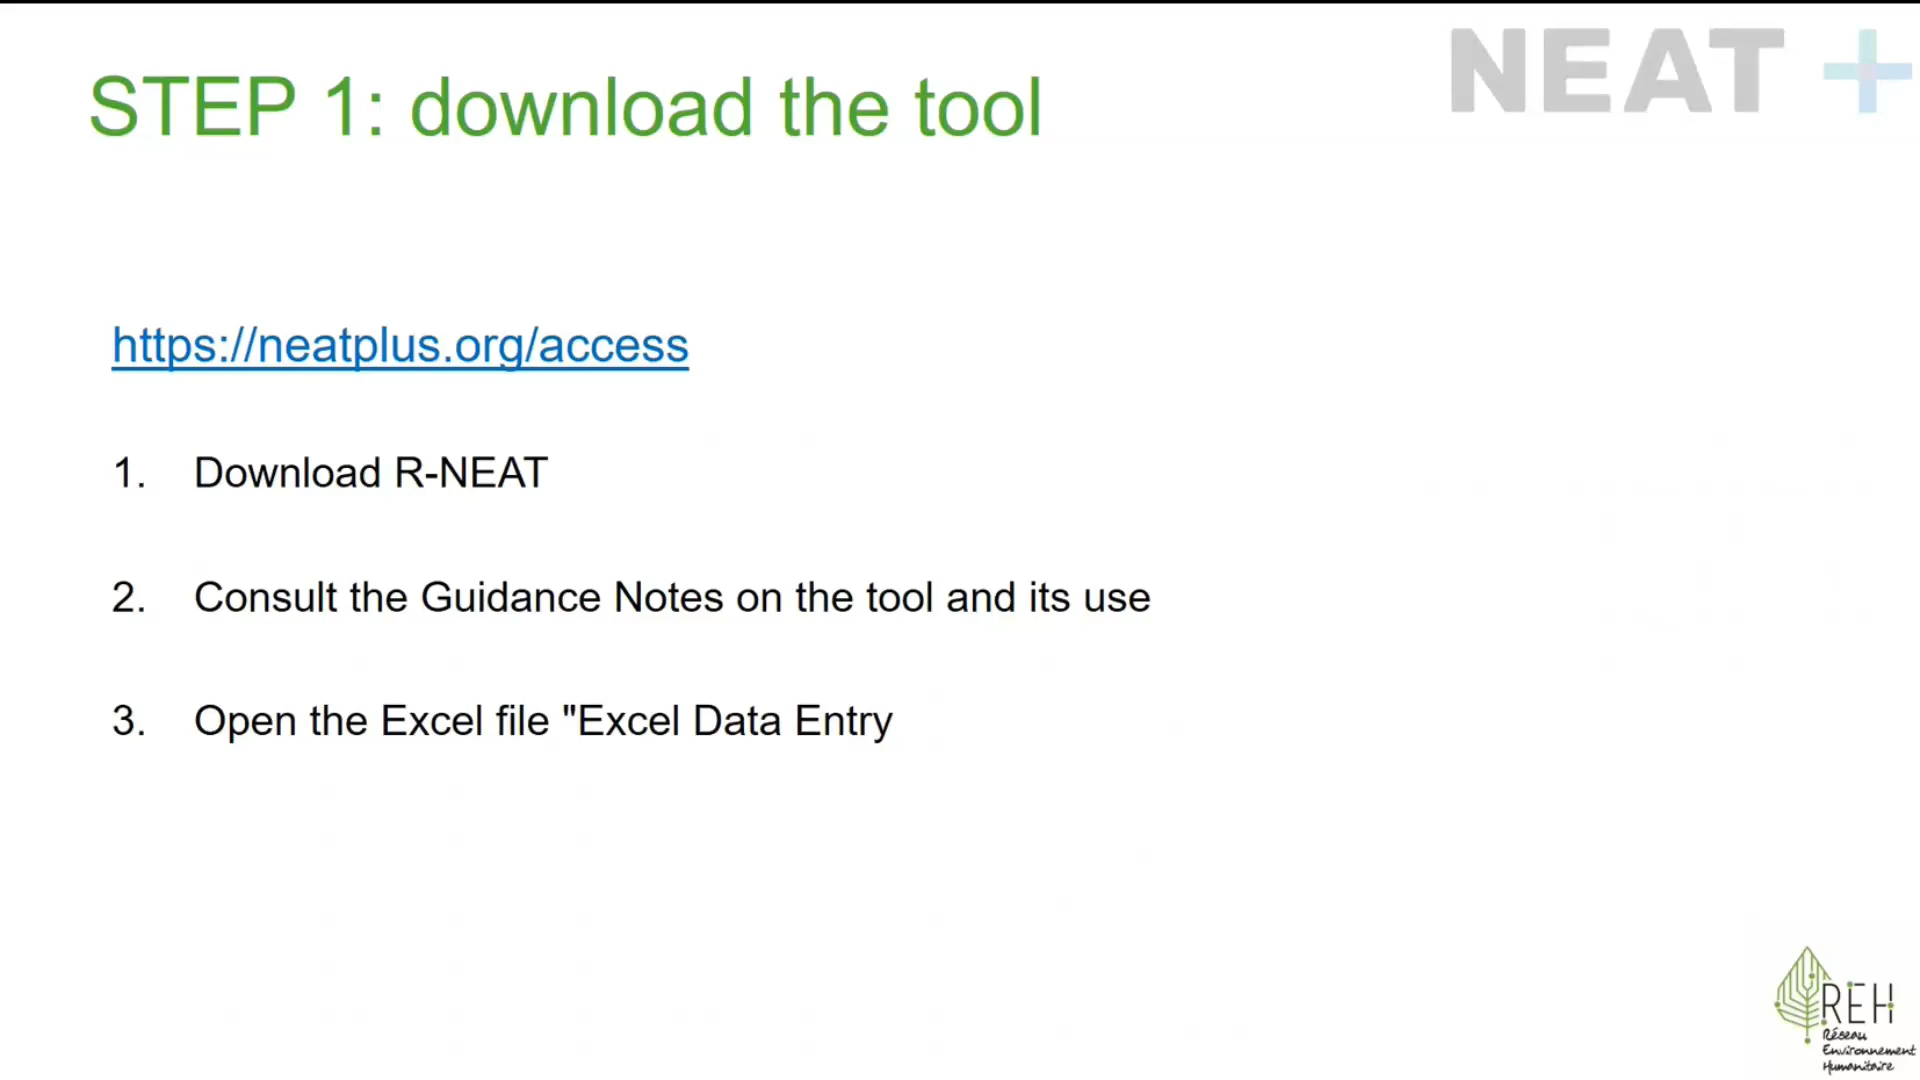 NEAT +
STEP 1: download the tool
https://neatplus.org/access
1. Download R-NEAT
2. Consult the Guidance Notes on the tool and its use
3. Open the Excel file "Excel Data Entry
REH
Réseau
Environnement
Humanitaire